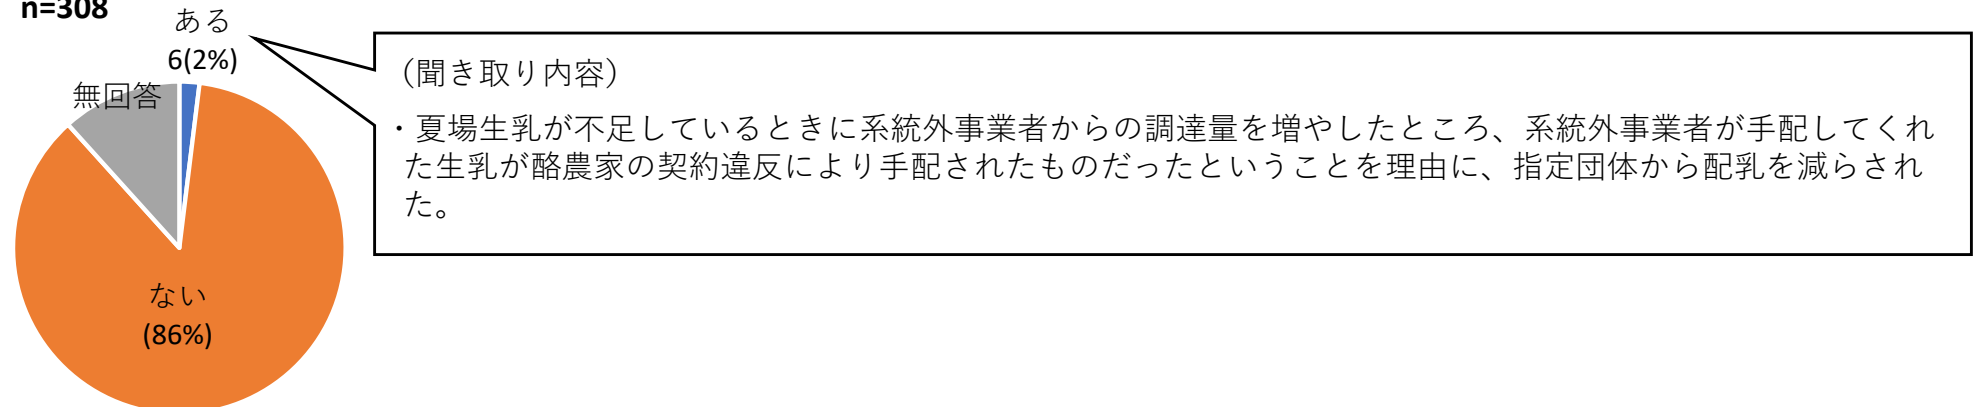 n=308
ある
6(2%)
無回答
ない
(86%)
（聞き取り内容）
・夏場生乳が不足しているときに系統外事業者からの調達量を増やしたところ、系統外事業者が手配してくれ
た生乳が酪農家の契約違反により手配されたものだったということを理由に、指定団体から配乳を減らされ
た。